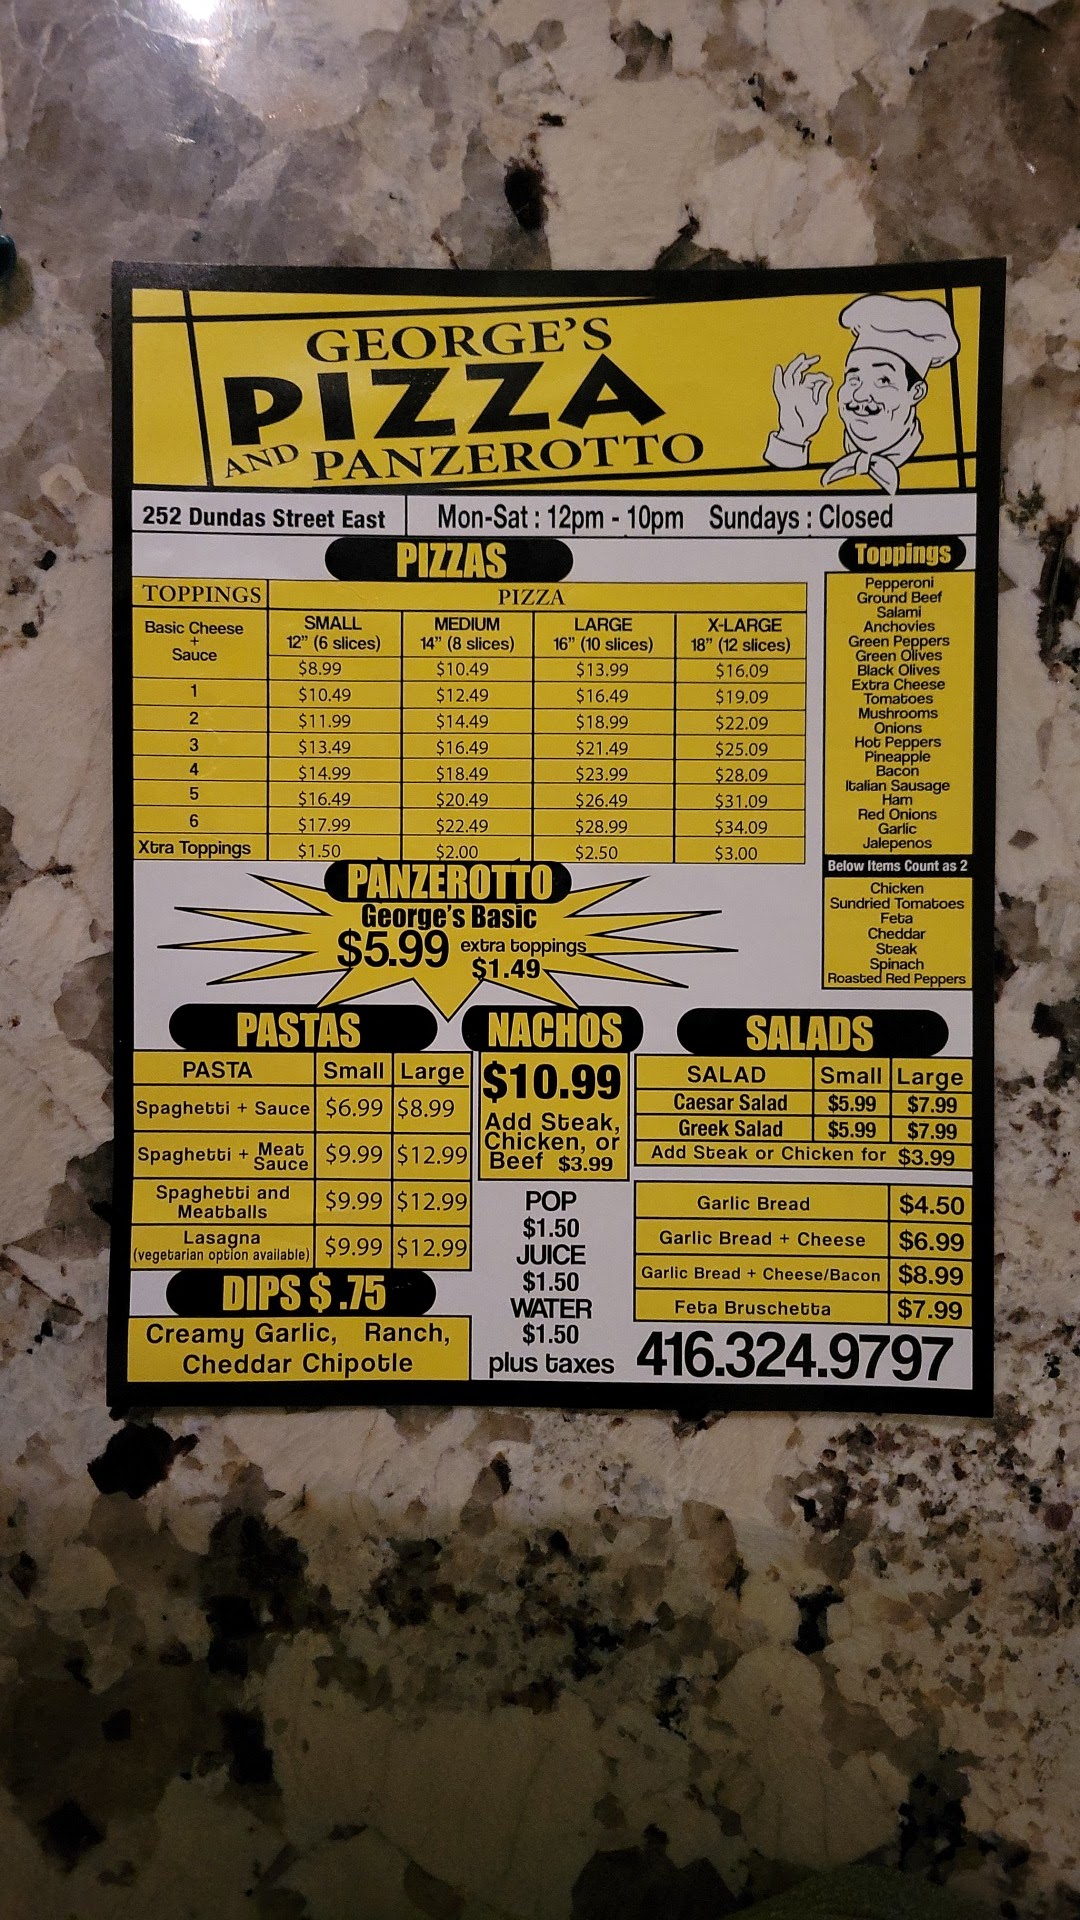 GEORGE'S
PIZZA
AND PANZEROTTO
252 Dundas Street East Mon-Sat : 12pm - 10pm Sundays : Closed
PIZZAS
TOPPINGS PIZZA
Basic Cheese + Sauce SMALL 12" (6 slices) MEDIUM 14" (8 slices) LARGE 16" (10 slices) X-LARGE 18" (12 slices)
$8.99 $10.49 $13.99 $16.09
1 $10.49 $12.49 $16.49 $19.09
2 $11.99 $14.49 $18.99 $22.09
3 $13.49 $16.49 $21.49 $25.09
4 $14.99 $18.49 $23.99 $28.09
5 $16.49 $20.49 $26.49 $31.09
6 $17.99 $22.49 $28.99 $34.09
Xtra Toppings $1.50 $2.00 $2.50 $3.00
Toppings
Pepperoni
Ground Beef
Salami
Anchovies
Green Peppers
Green Olives
Black Olives
Extra Cheese
Tomatoes
Mushrooms
Onions
Hot Peppers
Pineapple
Bacon
Italian Sausage
Ham
Red Onions
Garlic
Jalepenos
Below Items Count as 2
Chicken
Sundried Tomatoes
Feta
Cheddar
Steak
Spinach
Roasted Red Peppers
PANZEROTTO
George's Basic
$5.99 extra toppings
$1.49
PASTAS
PASTA Small Large
Spaghetti + Sauce $6.99 $8.99
Spaghetti + Meat Sauce $9.99 $12.99
Spaghetti and Meatballs $9.99 $12.99
Lasagna (vegetarian option available) $9.99 $12.99
DIPS $ .75
Creamy Garlic, Ranch,
Cheddar Chipotle
NACHOS
$10.99
Add Steak,
Chicken, or
Beef $3.99
POP
$1.50
JUICE
$1.50
WATER
$1.50
plus taxes
SALADS
SALAD Small Large
Caesar Salad $5.99 $7.99
Greek Salad $5.99 $7.99
Add Steak or Chicken for $3.99
Garlic Bread $4.50
Garlic Bread + Cheese $6.99
Garlic Bread + Cheese/Bacon $8.99
Feta Bruschetta $7.99
416.324.9797